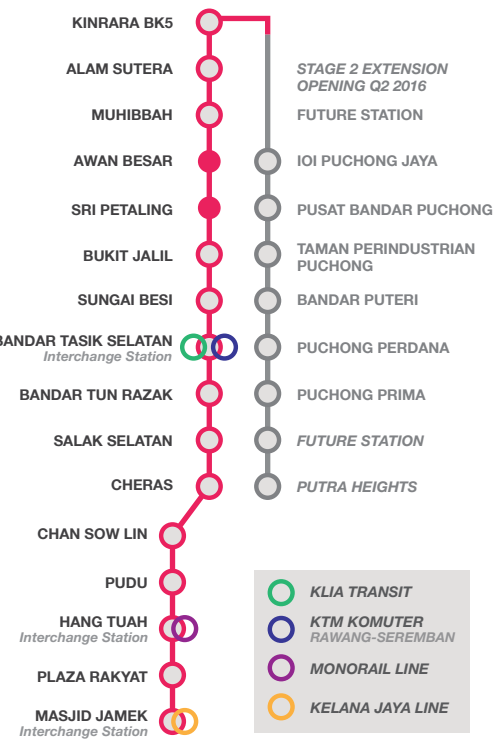 KINRARA BK5
ALAM SUTERA
MUHIBBAH
AWAN BESAR
SRI PETALING
BUKIT JALIL
SUNGAI BESI
BANDAR TASIK SELATAN
Interchange Station
BANDAR TUN RAZAK
SALAK SELATAN
CHERAS
CHAN SOW LIN
PUDU
HANG TUAH
Interchange Station
PLAZA RAKYAT
MASJID JAMEK
Interchange Station
STAGE 2 EXTENSION
OPENING Q2 2016
FUTURE STATION
IOI PUCHONG JAYA
PUSAT BANDAR PUCHONG
TAMAN PERINDUSTRIAN
PUCHONG
BANDAR PUTERI
PUCHONG PERDANA
PUCHONG PRIMA
FUTURE STATION
PUTRA HEIGHTS
KLIA TRANSIT
KTM KOMUTER
RAWANG-SEREMBAN
MONORAIL LINE
KELANA JAYA LINE